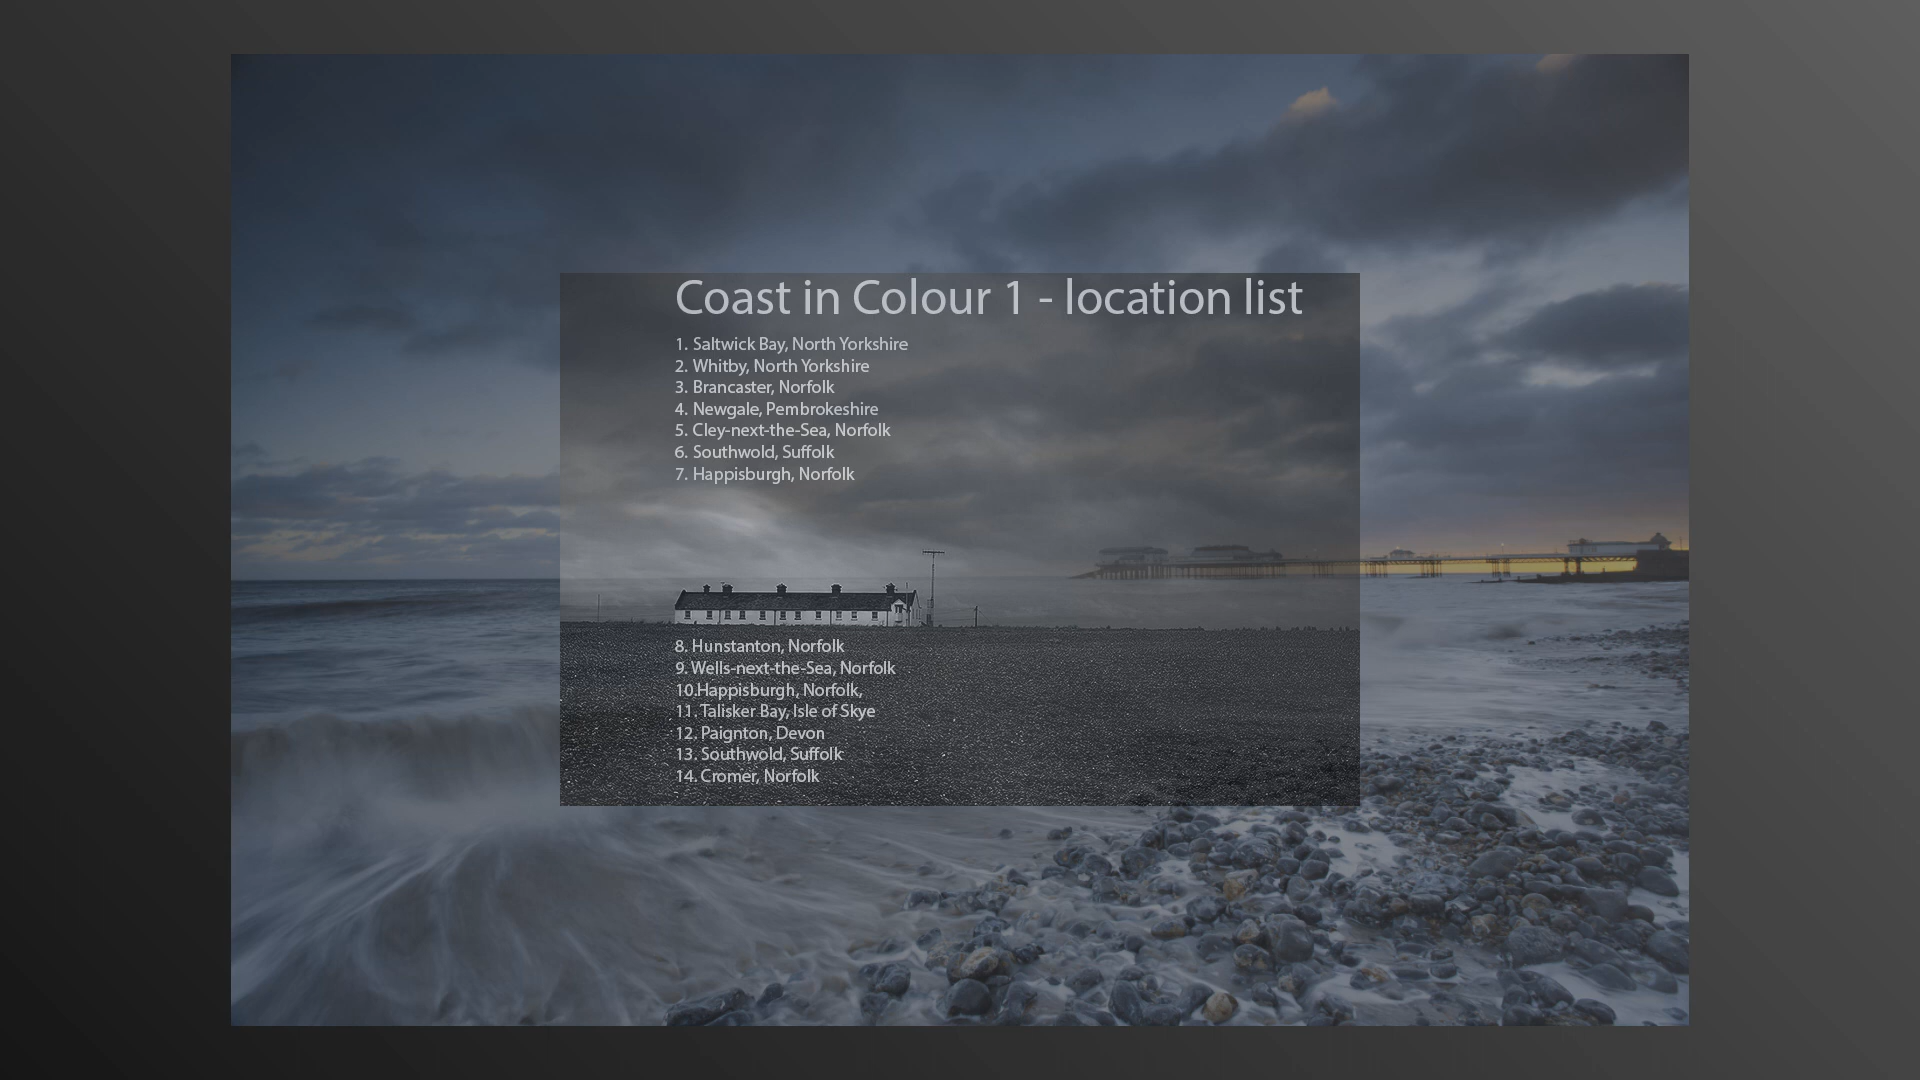 Coast in Colour 1 - location list
1. Saltwick Bay, North Yorkshire
2. Whitby, North Yorkshire
3. Brancaster, Norfolk
4. Newgale, Pembrokeshire
5. Cley-next-the-Sea, Norfolk
6. Southwold, Suffolk
7. Happisburgh, Norfolk
8. Hunstanton, Norfolk
9. Wells-next-the-Sea, Norfolk
10.Happisburgh, Norfolk,
11. Talisker Bay, Isle of Skye
12. Paignton, Devon
13. Southwold, Suffolk
14. Cromer, Norfolk